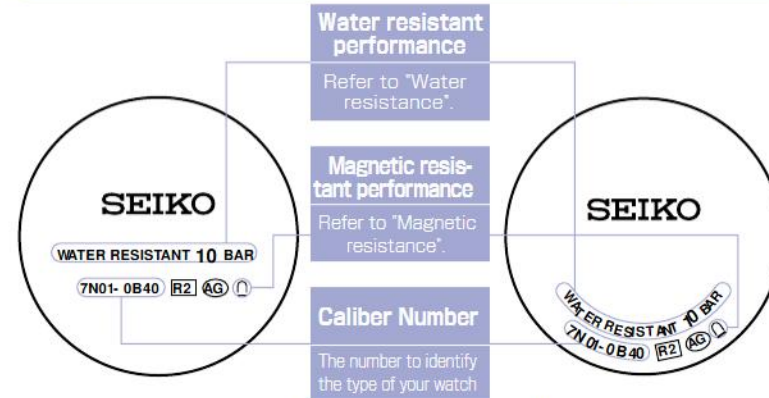 Water resistant
performance
Refer to "Water
resistance".
Magnetic resis-
tant performance
Refer to "Magnetic
resistance".
Caliber Number
The number to identify
the type of your watch
SEIKO
WATER RESISTANT 10 BAR
7N01-0B40 R2 AG
SEIKO
WATER RESISTANT 10 BAR
7N01-0B40 R2 AG